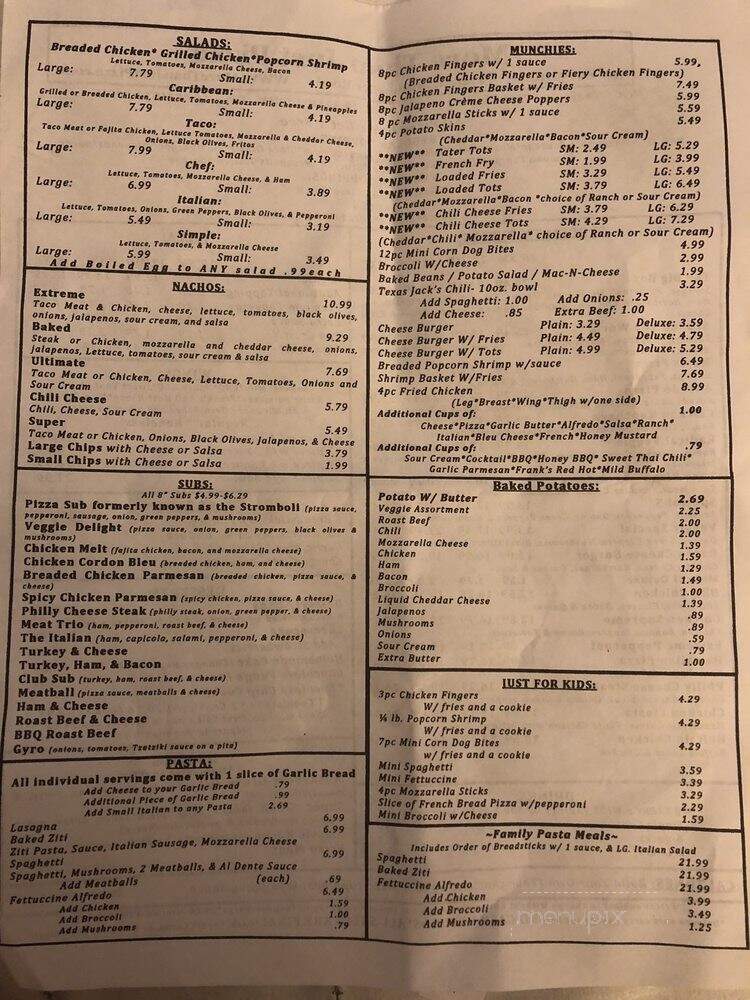 SALADS:
Breaded Chicken* Grilled Chicken*Popcorn Shrimp
Lettuce, Tomatoes, Mozzarella Cheese, Bacon
Large: 7.79 Small: 4.19
Caribbean:
Grilled or Breaded Chicken, Lettuce, Tomatoes, Mozzarella Cheese & Pineapples
Large: 7.79 Small: 4.19
Taco:
Taco Meat or Fajita Chicken, Lettuce Tomatoes, Mozzarella & Cheddar Cheese,
Onions, Black Olives, Fritos
Large: 7.99 Small: 4.19
Chef:
Lettuce, Tomatoes, Mozzarella Cheese, & Ham
Large: 6.99 Small: 3.89
Italian:
Lettuce, Tomatoes, Onions, Green Peppers, Black Olives, & Pepperoni
Large: 5.49 Small: 3.19
Simple:
Lettuce, Tomatoes, & Mozzarella Cheese
Large: 5.99 Small: 3.49
Add Boiled Egg to ANY salad .99each
NACHOS:
Extreme 10.99
Taco Meat & Chicken, cheese, lettuce, tomatoes, black olives,
onions, jalapenos, sour cream, and salsa
Baked 9.29
Steak or Chicken, mozzarella and cheddar cheese, onions,
jalapenos, Lettuce, tomatoes, sour cream & salsa
Ultimate 7.69
Taco Meat or Chicken, Cheese, Lettuce, Tomatoes, Onions and
Sour Cream
Chili Cheese 5.79
Chili, Cheese, Sour Cream
Super 5.49
Taco Meat or Chicken, Onions, Black Olives, Jalapenos, & Cheese
Large Chips with Cheese or Salsa 3.79
Small Chips with Cheese or Salsa 1.99
SUBS:
All 8" Subs $4.99-$6.29
Pizza Sub formerly known as the Stromboli (pizza sauce,
pepperoni, sausage, onion, green peppers, & mushrooms)
Veggie Delight (pizza sauce, onion, green peppers, black olives &
mushrooms)
Chicken Melt (fajita chicken, bacon, and mozzarella cheese)
Chicken Cordon Bleu (breaded chicken, ham, and cheese)
Breaded Chicken Parmesan (breaded chicken, pizza sauce, &
cheese)
Spicy Chicken Parmesan (spicy chicken, pizza sauce, & cheese)
Philly Cheese Steak (philly steak, onion, green pepper, & cheese)
Meat Trio (ham, pepperoni, roast beef, & cheese)
The Italian (ham, capicola, salami, pepperoni, & cheese)
Turkey & Cheese
Turkey, Ham, & Bacon
Club Sub (turkey, ham, roast beef, & cheese)
Meatball (pizza sauce, meatballs & cheese)
Ham & Cheese
Roast Beef & Cheese
BBQ Roast Beef
Gyro (onions, tomatoes, Tzatziki sauce on a pita)
PASTA:
All individual servings come with 1 slice of Garlic Bread
Add Cheese to your Garlic Bread .79
Additional Piece of Garlic Bread .99
Add Small Italian to any Pasta 2.69
Lasagna 6.99
Baked Ziti 6.99
Ziti Pasta, Sauce, Italian Sausage, Mozzarella Cheese
Spaghetti 6.99
Spaghetti, Mushrooms, 2 Meatballs, & Al Dente Sauce
Add Meatballs (each) .69
Fettuccine Alfredo 6.49
Add Chicken 1.59
Add Broccoli 1.00
Add Mushrooms .79
MUNCHIES:
8pc Chicken Fingers w/ 1 sauce 5.99,
(Breaded Chicken Fingers or Fiery Chicken Fingers)
8pc Chicken Fingers Basket w/ Fries 7.49
8pc Jalapeno Crème Cheese Poppers 5.99
8 pc Mozzarella Sticks w/ 1 sauce 5.59
4pc Potato Skins 5.49
(Cheddar*Mozzarella*Bacon*Sour Cream)
**NEW** Tater Tots SM: 2.49 LG: 5.29
**NEW** French Fry SM: 1.99 LG: 3.99
**NEW** Loaded Fries SM: 3.29 LG: 5.49
**NEW** Loaded Tots SM: 3.79 LG: 6.49
(Cheddar*Mozzarella*Bacon *choice of Ranch or Sour Cream)
**NEW** Chili Cheese Fries SM: 3.79 LG: 6.29
**NEW** Chili Cheese Tots SM: 4.29 LG: 7.29
(Cheddar*Chili* Mozzarella* choice of Ranch or Sour Cream)
12pc Mini Corn Dog Bites 4.99
Broccoli W/Cheese 2.99
Baked Beans / Potato Salad / Mac-N-Cheese 1.99
Texas Jack's Chili- 10oz. bowl 3.29
Add Spaghetti: 1.00 Add Onions: .25
Add Cheese: .85 Extra Beef: 1.00
Cheese Burger Plain: 3.29 Deluxe: 3.59
Cheese Burger W/ Fries Plain: 4.49 Deluxe: 4.79
Cheese Burger W/ Tots Plain: 4.99 Deluxe: 5.29
Breaded Popcorn Shrimp w/sauce 6.49
Shrimp Basket W/Fries 7.69
4pc Fried Chicken 8.99
(Leg*Breast*Wing*Thigh w/one side)
Additional Cups of: 1.00
Cheese*Pizza*Garlic Butter*Alfredo*Salsa*Ranch*
Italian*Bleu Cheese*French*Honey Mustard
Additional Cups of: .79
Sour Cream*Cocktail*BBQ*Honey BBQ* Sweet Thai Chili*
Garlic Parmesan*Frank's Red Hot*Mild Buffalo
Baked Potatoes:
Potato W/ Butter 2.69
Veggie Assortment 2.25
Roast Beef 2.00
Chili 2.00
Mozzarella Cheese 1.39
Chicken 1.59
Ham 1.29
Bacon 1.49
Broccoli 1.00
Liquid Cheddar Cheese 1.39
Jalapenos .89
Mushrooms .89
Onions .59
Sour Cream .79
Extra Butter 1.00
JUST FOR KIDS:
3pc Chicken Fingers 4.29
W/ fries and a cookie
¼ lb. Popcorn Shrimp 4.29
W/ fries and a cookie
7pc Mini Corn Dog Bites 4.29
w/ fries and a cookie
Mini Spaghetti 3.59
Mini Fettuccine 3.39
4pc Mozzarella Sticks 3.29
Slice of French Bread Pizza w/pepperoni 2.29
Mini Broccoli w/Cheese 1.59
~Family Pasta Meals~
Includes Order of Breadsticks w/ 1 sauce, & LG. Italian Salad
Spaghetti 21.99
Baked Ziti 21.99
Fettuccine Alfredo 21.99
Add Chicken 3.99
Add Broccoli 3.49
Add Mushrooms 1.25
menupix